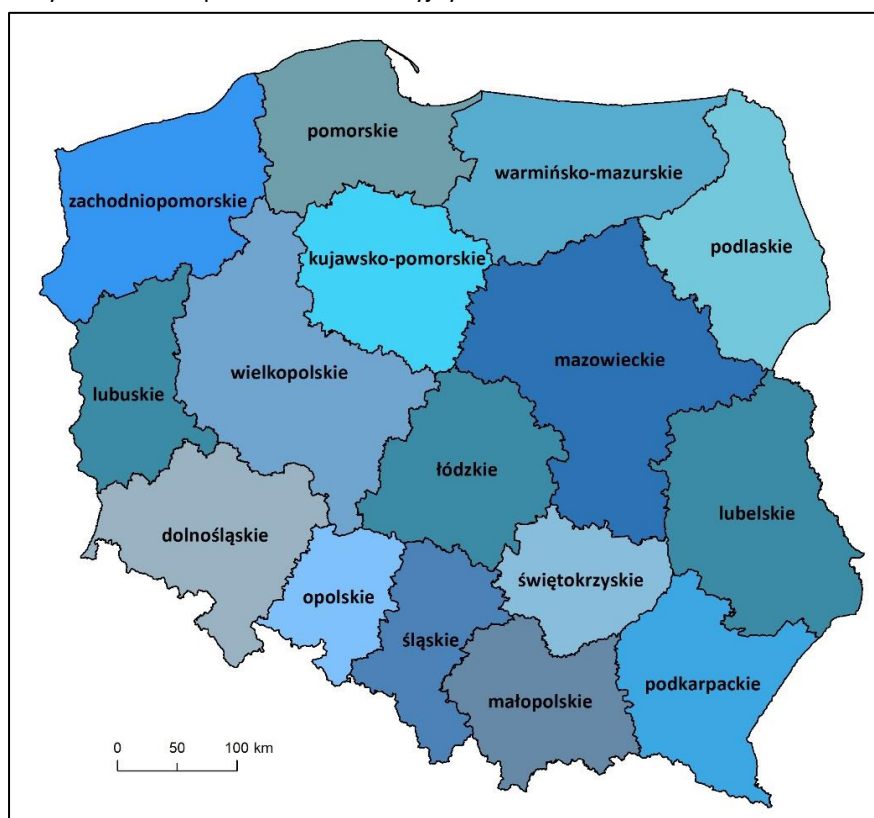 pomorskie
warmińsko-mazurskie
zachodniopomorskie
podlaskie
kujawsko-pomorskie
mazowieckie
wielkopolskie
lubuskie
łódzkie
lubelskie
dolnośląskie
świętokrzyskie
opolskie
śląskie
podkarpackie
małopolskie
0 50 100 km